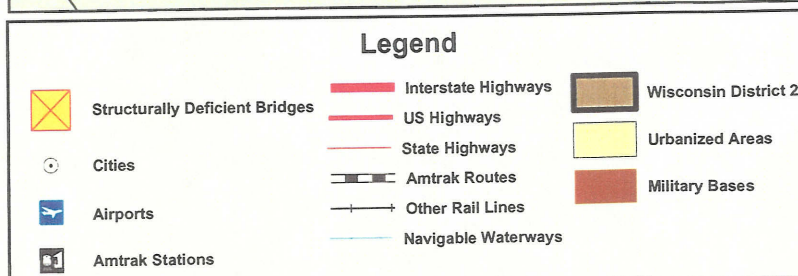 Legend
Structurally Deficient Bridges
Cities
Airports
Amtrak Stations
Interstate Highways
US Highways
State Highways
Amtrak Routes
Other Rail Lines
Navigable Waterways
Wisconsin District 2
Urbanized Areas
Military Bases